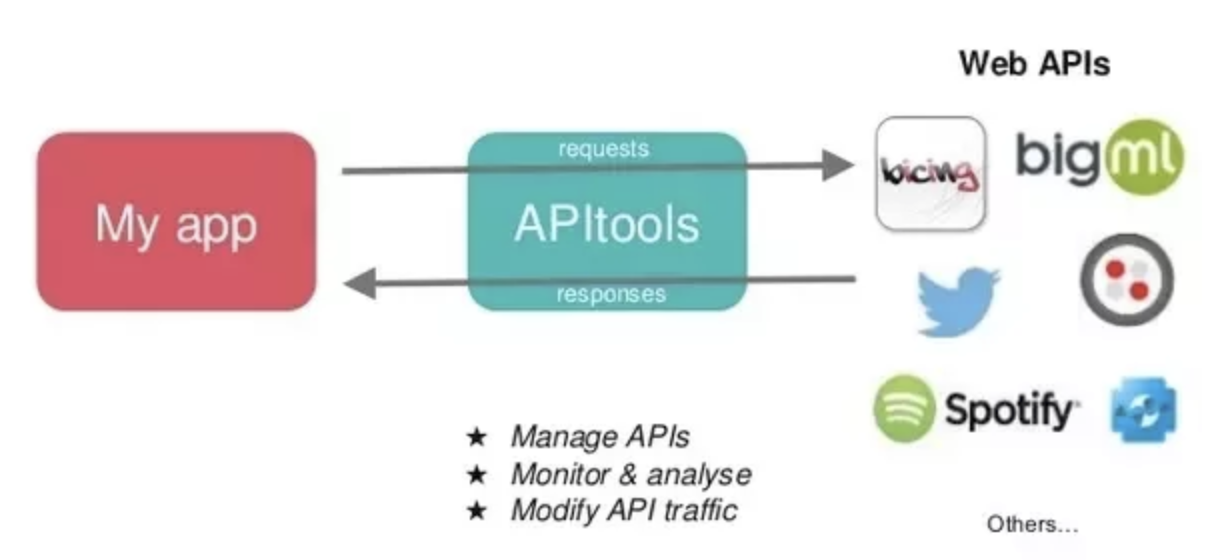 Web APIs
My app
requests
APItools
responses
bicing
bigml
Spotify
★ Manage APIs
★ Monitor & analyse
★ Modify API traffic
Others...